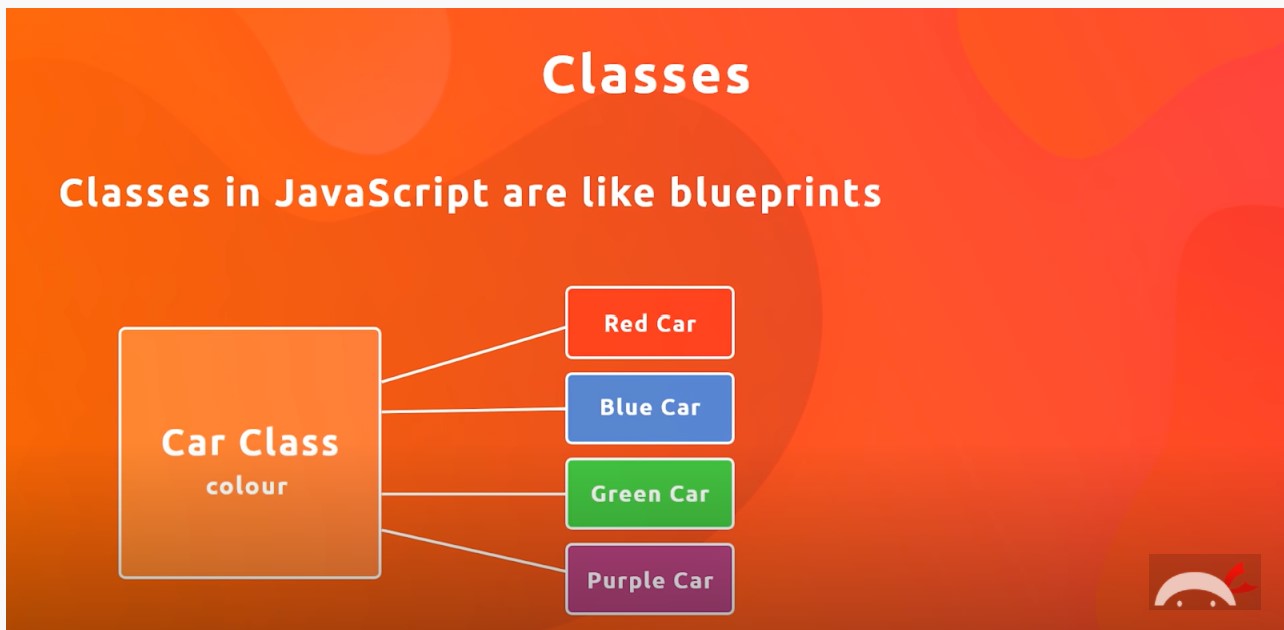 Classes
Classes in JavaScript are like blueprints
Car Class
colour
Red Car
Blue Car
Green Car
Purple Car